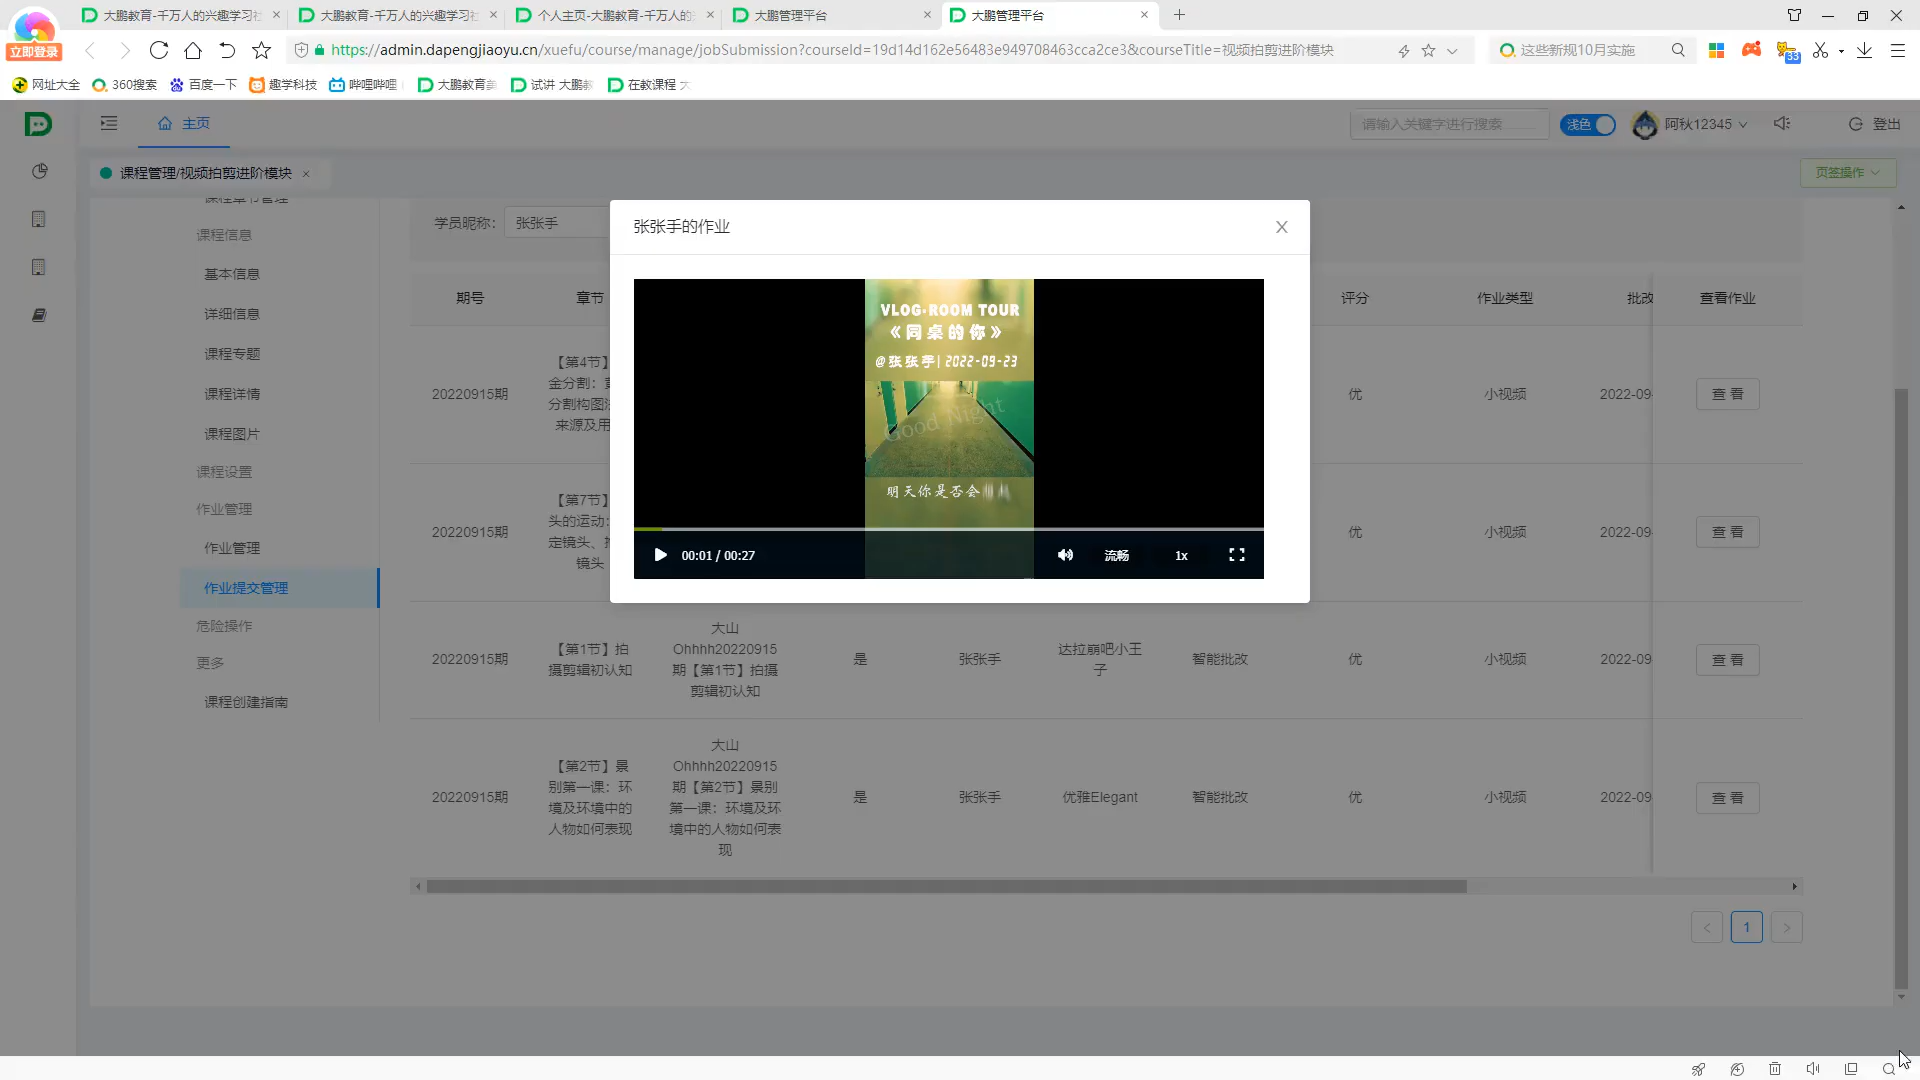 大鹏教育-千万人的兴趣学习社
大鹏教育-千万人的兴趣学习社
个人主页-大鹏教育-千万人的
大鹏管理平台
大鹏管理平台
立即登录
https://admin.dapengjiaoyu.cn/xuefu/course/manage/jobSubmission?courseId=19d14d162e56483e949708463cca2ce3&courseTitle=视频拍剪进阶模块
这些新规10月实施
33
网址大全
360搜索
百度一下
趣学科技
哔哩哔哩
大鹏教育
试讲 大鹏
在教课程
主页
请输入关键字进行搜索
浅色
阿秋12345
登出
课程管理/视频拍剪进阶模块
页签操作
课程章节管理
课程信息
基本信息
详细信息
课程专题
课程详情
课程图片
课程设置
作业管理
作业管理
作业提交管理
危险操作
更多
课程创建指南
学员昵称： 张张手
张张手的作业
VLOG·ROOM TOUR
《同桌的你》
@张张手| 2022-09-23
Good Night
明天你是否会
00:01 / 00:27
流畅
1x
期号 章节 评分 作业类型 批改 查看作业
20220915期
【第4节】
金分割：
分割构图
来源及用
优 小视频 2022-09 查 看
20220915期
【第7节】
头的运动：
定镜头、
镜头
优 小视频 2022-09 查 看
20220915期
【第1节】拍
摄剪辑初认知
大山
Ohhhh20220915
期【第1节】拍摄
剪辑初认知
是 张张手
达拉崩吧小王
子
智能批改 优 小视频 2022-09 查 看
20220915期
【第2节】景
别第一课：环
境及环境中的
人物如何表现
大山
Ohhhh20220915
期【第2节】景别
第一课：环境及环
境中的人物如何表
现
是 张张手 优雅Elegant 智能批改 优 小视频 2022-09 查 看
1